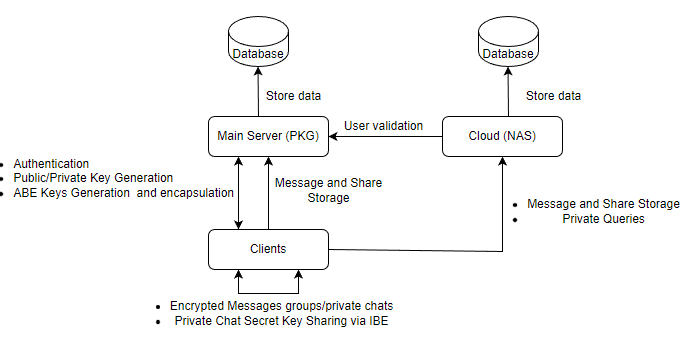 Database
Database
Store data
Store data
Main Server (PKG)
User validation
Cloud (NAS)
• Authentication
• Public/Private Key Generation
• ABE Keys Generation and encapsulation
Message and Share
Storage
• Message and Share Storage
• Private Queries
Clients
• Encrypted Messages groups/private chats
• Private Chat Secret Key Sharing via IBE